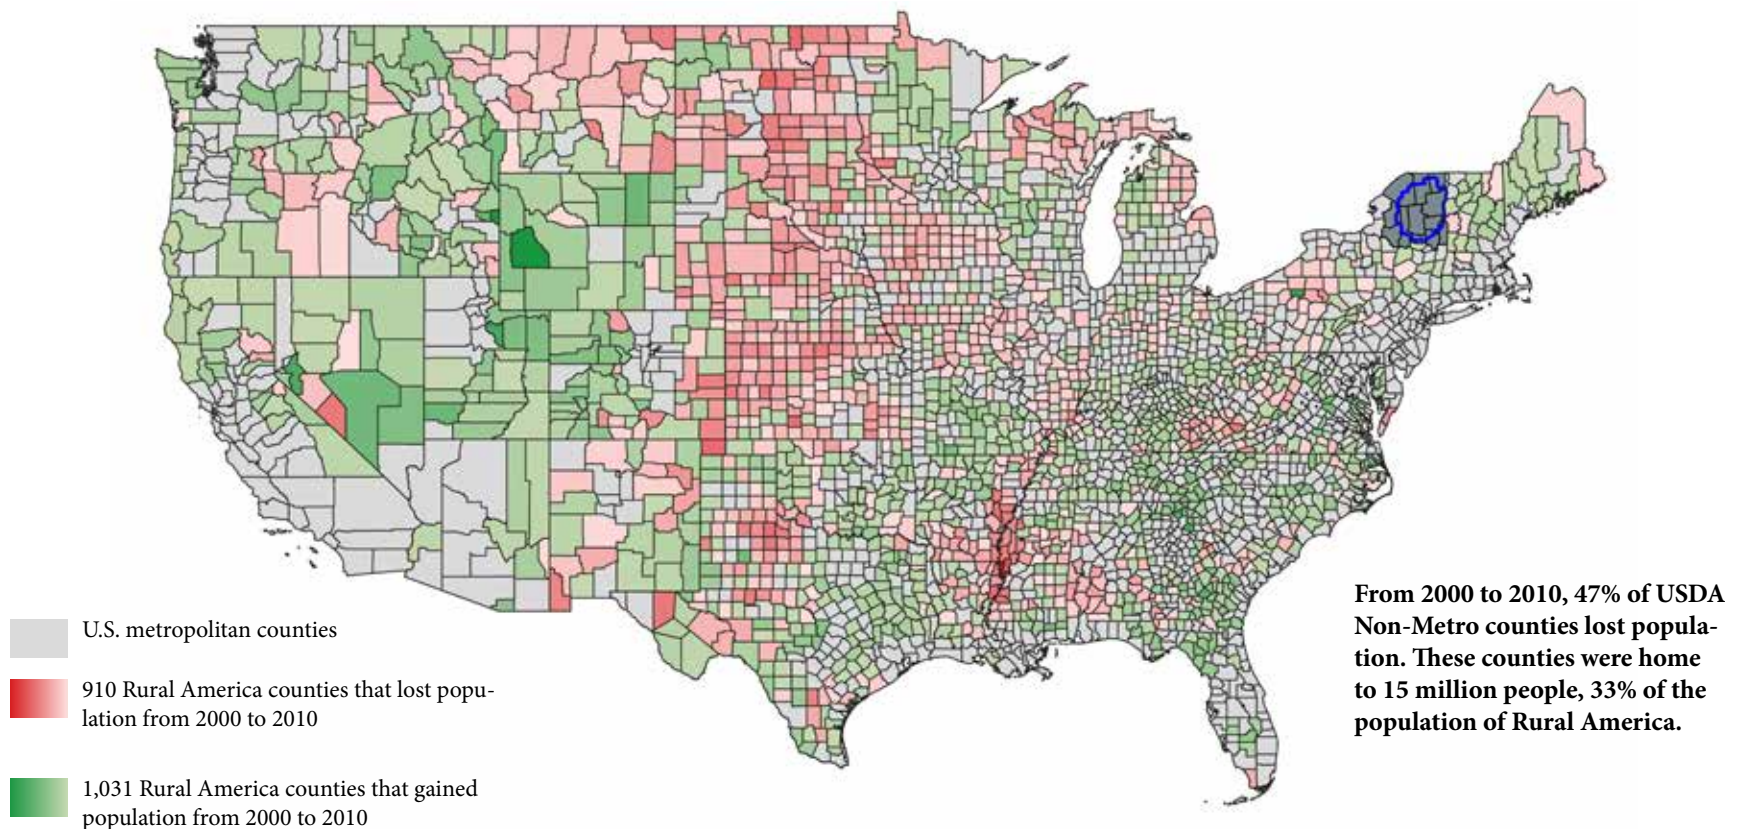 U.S. metropolitan counties
910 Rural America counties that lost popu-
lation from 2000 to 2010
1,031 Rural America counties that gained
population from 2000 to 2010
From 2000 to 2010, 47% of USDA
Non-Metro counties lost popula-
tion. These counties were home
to 15 million people, 33% of the
population of Rural America.